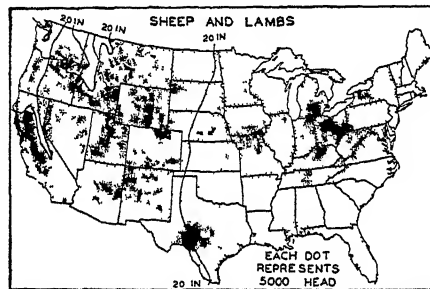 20 IN
20 IN
SHEEP AND LAMBS
20 IN
EACH DOT
REPRESENTS
5000 HEAD
20 IN